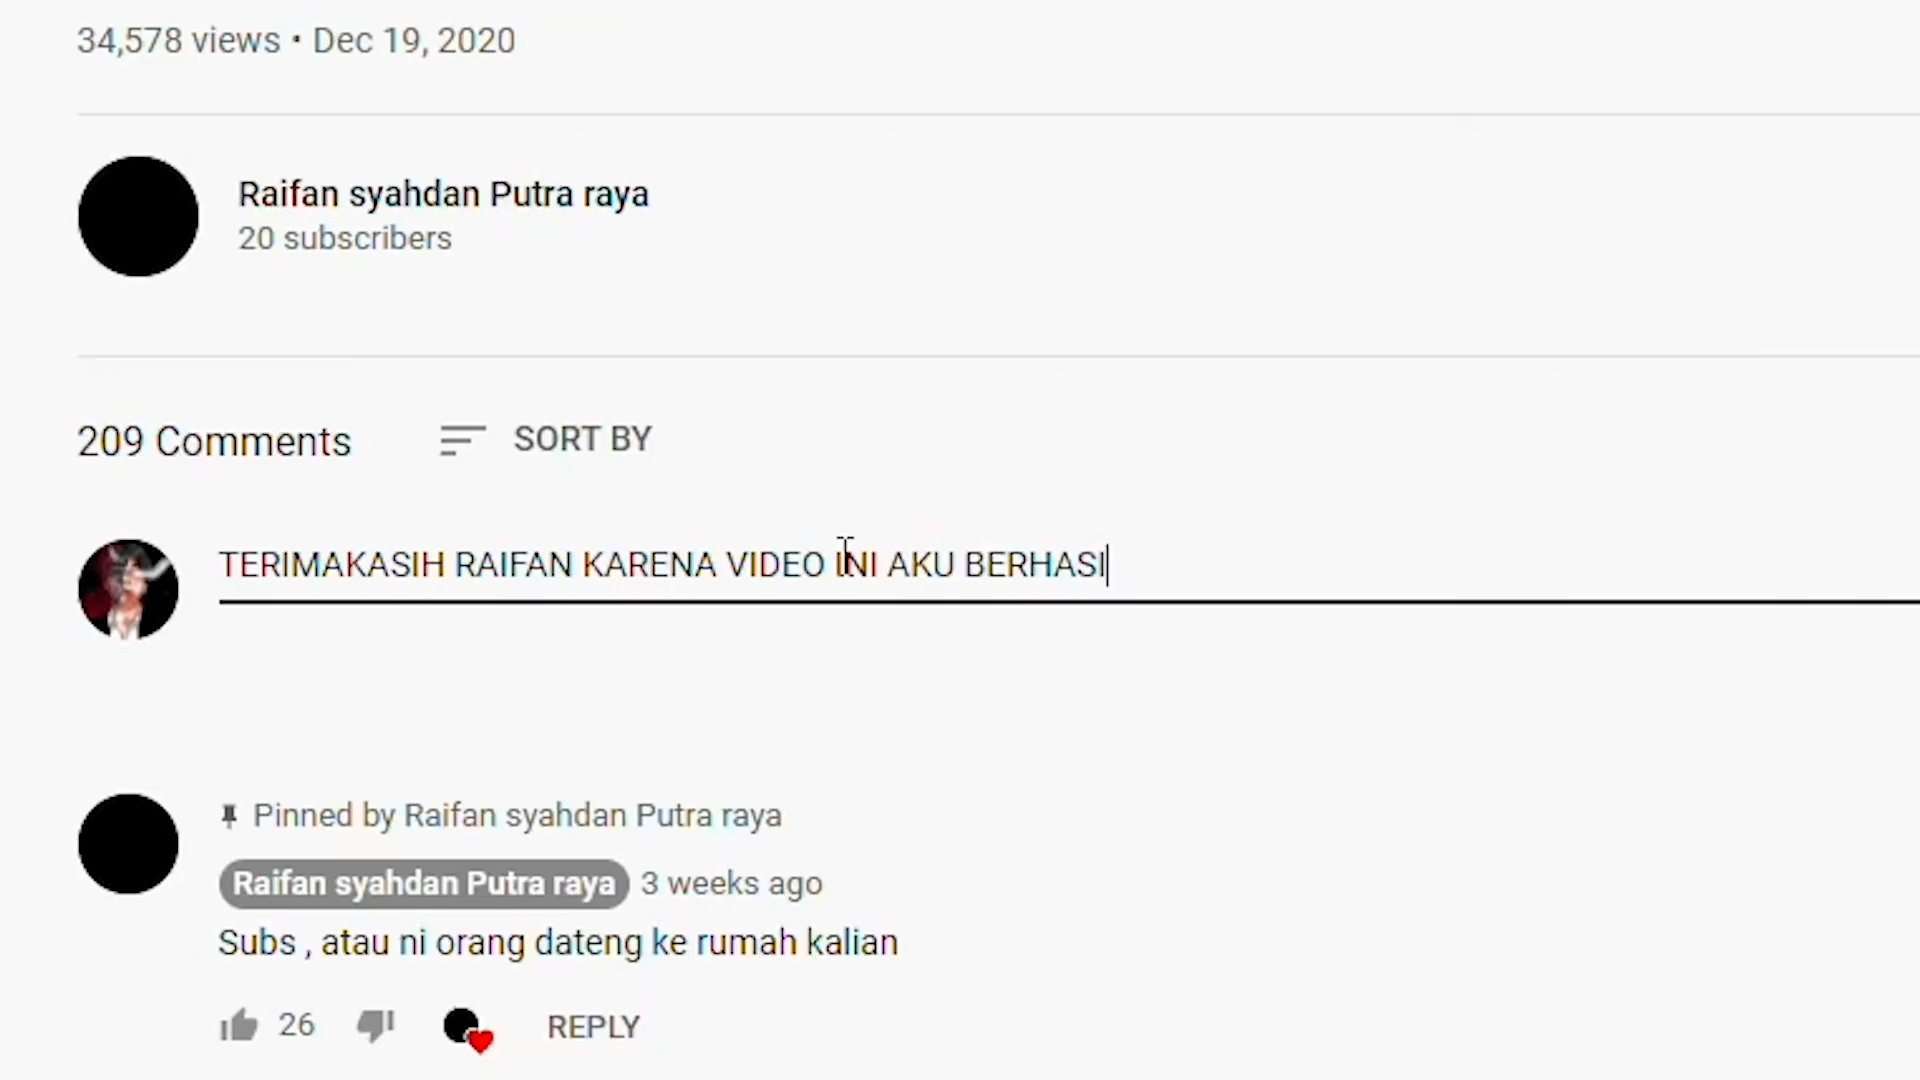 34,578 views • Dec 19, 2020
Raifan syahdan Putra raya
20 subscribers
209 Comments SORT BY
TERIMAKASIH RAIFAN KARENA VIDEO INI AKU BERHASI
Pinned by Raifan syahdan Putra raya
Raifan syahdan Putra raya 3 weeks ago
Subs , atau ni orang dateng ke rumah kalian
26 REPLY